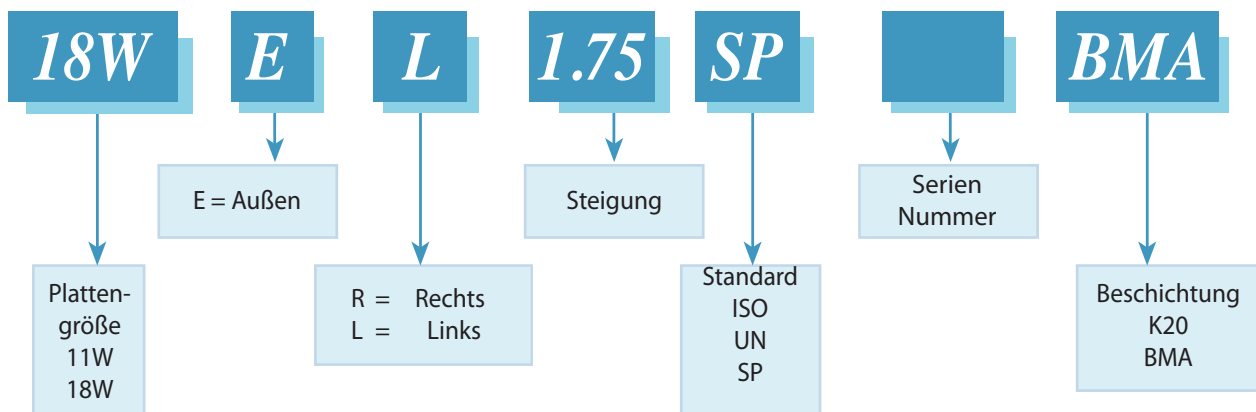 18W E L 1.75 SP BMA
E = Außen
Steigung
Serien
Nummer
Platten-
größe
11W
18W
R = Rechts
L = Links
Standard
ISO
UN
SP
Beschichtung
K20
BMA